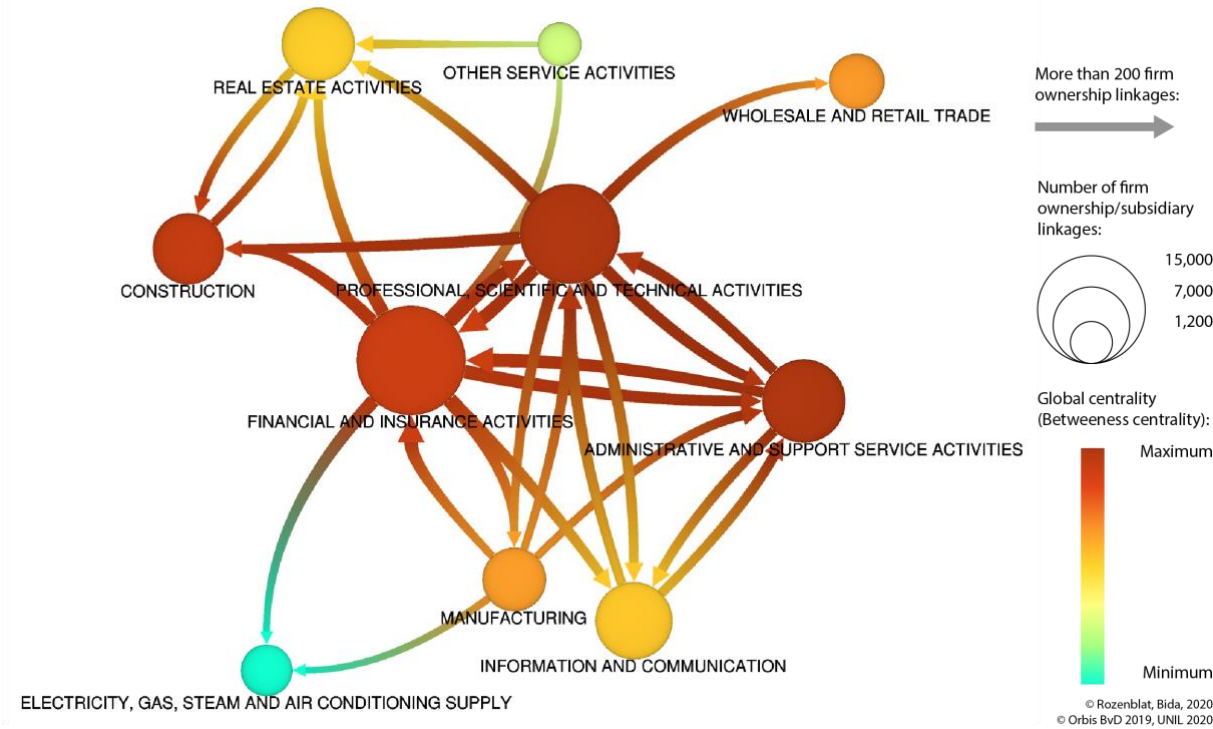 REAL ESTATE ACTIVITIES
OTHER SERVICE ACTIVITIES
WHOLESALE AND RETAIL TRADE
CONSTRUCTION
PROFESSIONAL, SCIENTIFIC AND TECHNICAL ACTIVITIES
FINANCIAL AND INSURANCE ACTIVITIES
ADMINISTRATIVE AND SUPPORT SERVICE ACTIVITIES
MANUFACTURING
INFORMATION AND COMMUNICATION
ELECTRICITY, GAS, STEAM AND AIR CONDITIONING SUPPLY
More than 200 firm
ownership linkages:
Number of firm
ownership/subsidiary
linkages:
15,000
7,000
1,200
Global centrality
(Betweeness centrality):
Maximum
Minimum
© Rozenblat, Bida, 2020
© Orbis BvD 2019, UNIL 2020